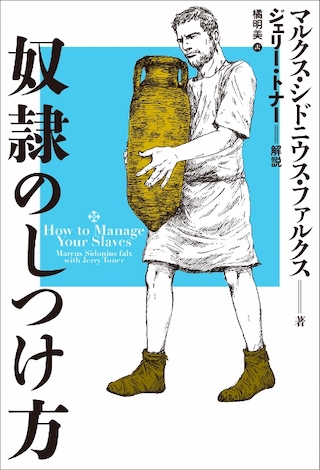 マルクス・シドニウス・ファルクス 著
ジェリー・トナー 解説
橘明美 訳
奴隷のしつけ方
How to Manage
Your Slaves
Marcus Sidonius Falx
with Jerry Toner